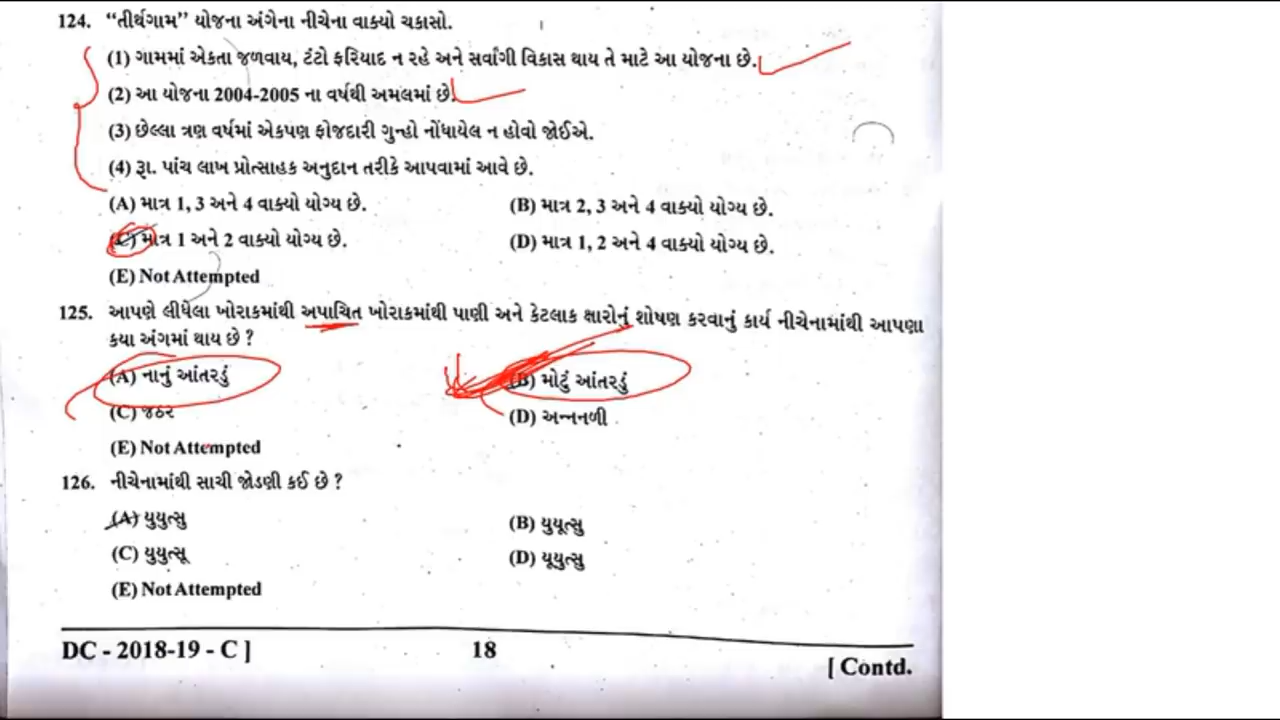 124. “તીર્થગામ” યોજના અંગેના નીચેના વાક્યો ચકાસો.
(1) ગામમાં એકતા જળવાય, ટંટો ફરિયાદ ન રહે અને સર્વાંગી વિકાસ થાય તે માટે આ યોજના છે.
(2) આ યોજના 2004-2005 ના વર્ષથી અમલમાં છે.
(3) છેલ્લા ત્રણ વર્ષમાં એકપણ ફોજદારી ગુન્હો નોંધાયેલ ન હોવો જોઈએ.
(4) રૂા. પાંચ લાખ પ્રોત્સાહક અનુદાન તરીકે આપવામાં આવે છે.
(A) માત્ર 1, 3 અને 4 વાક્યો યોગ્ય છે. (B) માત્ર 2, 3 અને 4 વાક્યો યોગ્ય છે.
(C) માત્ર 1 અને 2 વાક્યો યોગ્ય છે. (D) માત્ર 1, 2 અને 4 વાક્યો યોગ્ય છે.
(E) Not Attempted
125. આપણે લીધેલા ખોરાકમાંથી અપાચિત ખોરાકમાંથી પાણી અને કેટલાક ક્ષારોનું શોષણ કરવાનું કાર્ય નીચેનામાંથી આપણા
કયા અંગમાં થાય છે ?
(A) નાનું આંતરડું (B) મોટું આંતરડું
(C) જઠર (D) અન્નનળી
(E) Not Attempted
126. નીચેનામાંથી સાચી જોડણી કઈ છે ?
(A) યુયુત્સુ (B) યુયૂત્સુ
(C) યુયુત્સૂ (D) યૂયુત્સુ
(E) Not Attempted
DC - 2018-19 - C ] 18 [ Contd.